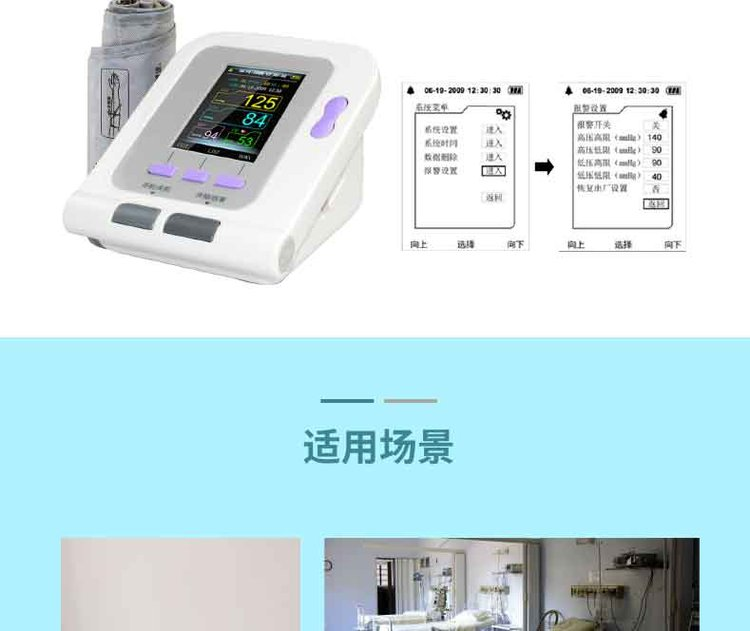 125
84
94
53
06-19-2009 12:30:30
系统菜单
系统设置 进入
系统时间 进入
数据删除 进入
报警设置 进入
返回
向上 选择 向下
06-19-2009 12:30:30
报警设置
报警开关 关
高压高限（mmHg） 140
高压低限（mmHg） 90
低压高限（mmHg） 90
低压低限（mmHg） 40
恢复出厂设置 否
返回
向上 选择 向下
适用场景